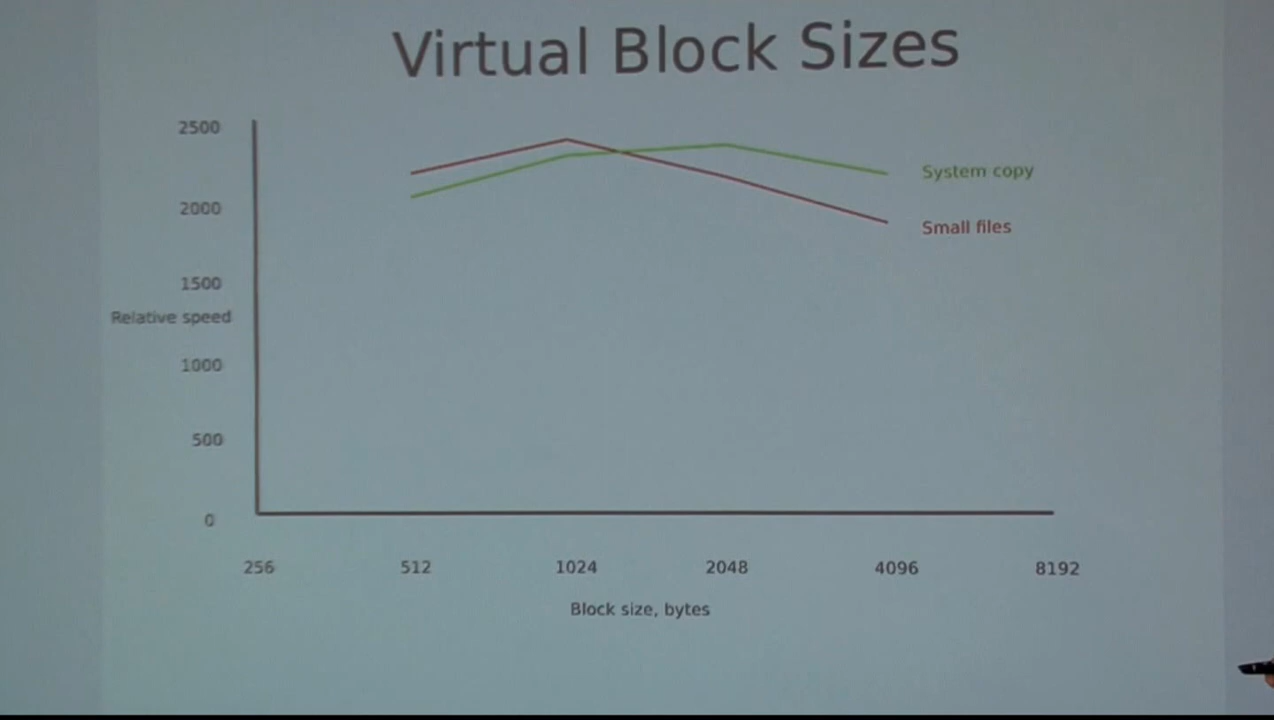 Virtual Block Sizes
2500
System copy
2000
Small files
1500
Relative speed
1000
500
0
256 512 1024 2048 4096 8192
Block size, bytes